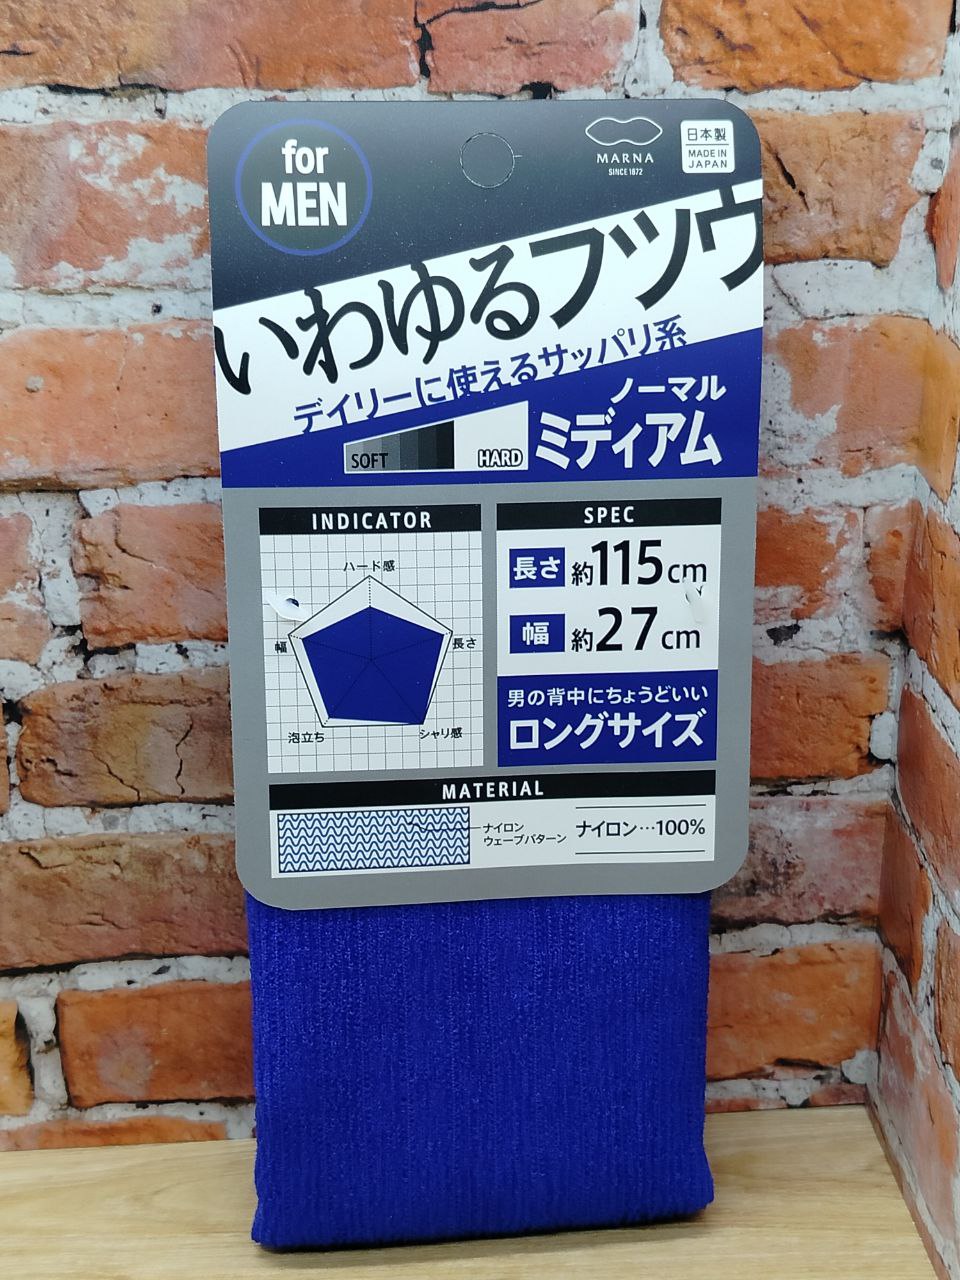 for
MEN
MARNA
SINCE 1872
日本製
MADE IN
JAPAN
いわゆるフツウ
デイリーに使えるサッパリ系
SOFT
HARD
ノーマル
ミディアム
INDICATOR
ハード感
幅
長さ
泡立ち
シャリ感
SPEC
長さ 約115cm
幅 約27cm
男の背中にちょうどいい
ロングサイズ
MATERIAL
ナイロン
ウェーブパターン
ナイロン…100%